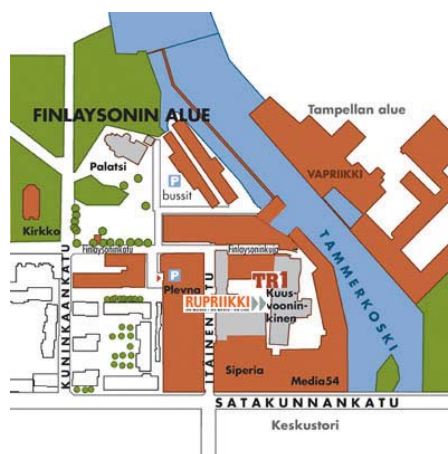 FINLAYSONIN ALUE
Tampellan alue
Palatsi
VAPRIIKKI
P
bussit
Kirkko
TAMMERKOSKI
Finlaysoninkatu
Finlaysoninkuja
KUNINKAANKATU
P
Plevna
ITÄINENKATU
TR1
RUPRIIKKI
Kuus-
voonin-
kinen
Siperia
Media54
SATAKUNNANKATU
Keskustori